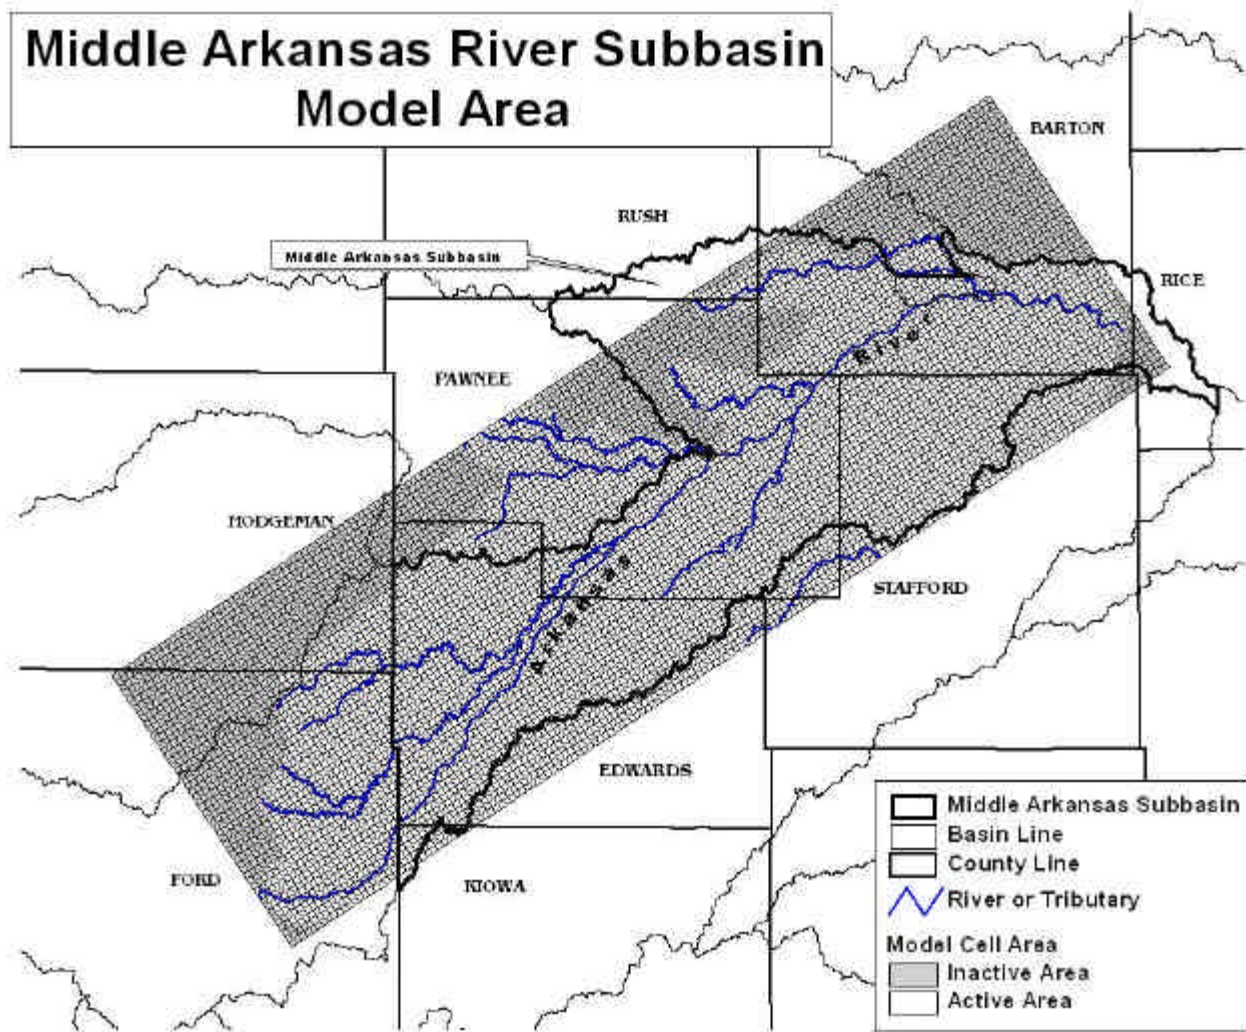 Middle Arkansas River Subbasin
Model Area
BARTON
RUSH
Middle Arkansas Subbasin
RICE
River
PAWNEE
HODGEMAN
Arkansas
STAFFORD
EDWARDS
FORD
KIOWA
Middle Arkansas Subbasin
Basin Line
County Line
River or Tributary
Model Cell Area
Inactive Area
Active Area